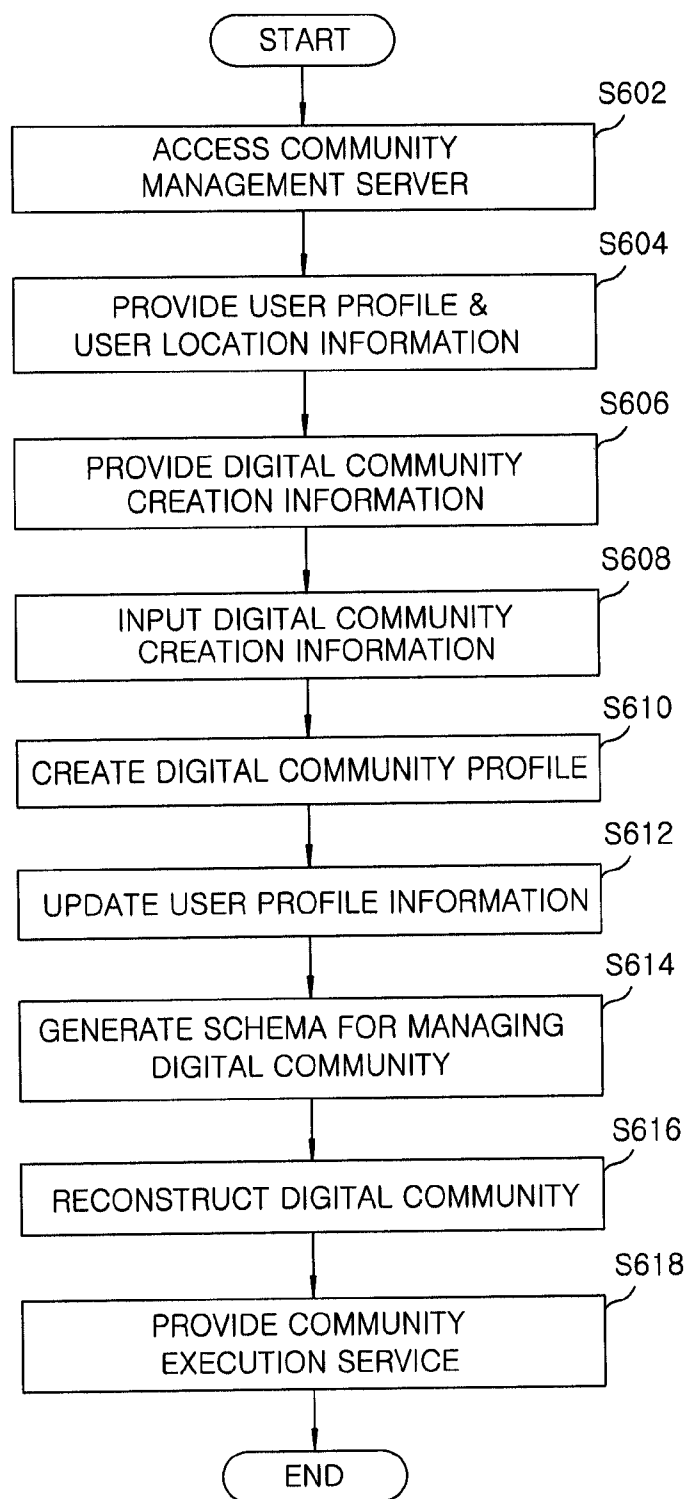 START
S602
ACCESS COMMUNITY
MANAGEMENT SERVER
S604
PROVIDE USER PROFILE &
USER LOCATION INFORMATION
S606
PROVIDE DIGITAL COMMUNITY
CREATION INFORMATION
S608
INPUT DIGITAL COMMUNITY
CREATION INFORMATION
S610
CREATE DIGITAL COMMUNITY PROFILE
S612
UPDATE USER PROFILE INFORMATION
S614
GENERATE SCHEMA FOR MANAGING
DIGITAL COMMUNITY
S616
RECONSTRUCT DIGITAL COMMUNITY
S618
PROVIDE COMMUNITY
EXECUTION SERVICE
END